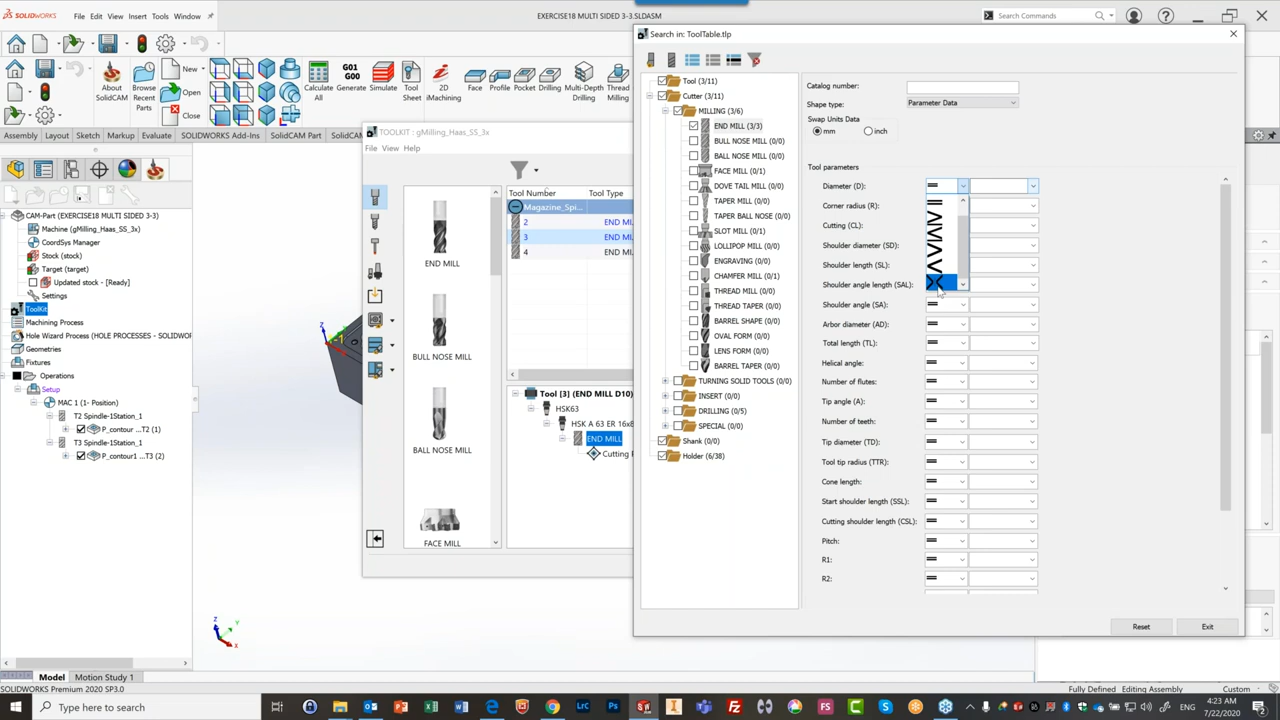 SOLIDWORKS File Edit View Insert Tools Window
EXERCISE18 MULTI SIDED 3-3.SLDASM
Search Commands
About SolidCAM
Browse Recent Parts
New
Open
Close
G01 G00
Calculate All
Generate
Simulate
Tool Sheet
2D iMachining
Face
Pocket
Profile
Drilling
Multi-Depth Drilling
Thread Milling
Assembly Layout Sketch Markup Evaluate SOLIDWORKS Add-Ins SolidCAM Part
CAM-Part (EXERCISE18 MULTI SIDED 3-3)
Machine (gMilling_Haas_SS_3x)
CoordSys Manager
Stock (stock)
Target (target)
Updated stock - [Ready]
Settings
ToolKit
Machining Process
Hole Wizard Process (HOLE PROCESSES - SOLIDWOR
Geometries
Fixtures
Operations
Setup
MAC 1 (1- Position)
T2 Spindle-1Station_1
P_contour ...T2 (1)
T3 Spindle-1Station_1
P_contour1 ...T3 (2)
TOOLKIT : gMilling_Haas_SS_3x
File View Help
END MILL
BULL NOSE MILL
BALL NOSE MILL
FACE MILL
Tool Number Tool Type
Magazine_Spi...
2 END MIL
3 END MIL
4 END MIL
Tool [3] (END MILL D10)
HSK63
HSK A 63 ER 16x8
END MILL
Cutting
Search in: ToolTable.tlp
Tool (3/11)
Cutter (3/11)
MILLING (3/6)
END MILL (3/3)
BULL NOSE MILL (0/0)
BALL NOSE MILL (0/0)
FACE MILL (0/1)
DOVE TAIL MILL (0/0)
TAPER MILL (0/0)
TAPER BALL NOSE (0/0)
SLOT MILL (0/1)
LOLLIPOP MILL (0/0)
ENGRAVING (0/0)
CHAMFER MILL (0/1)
THREAD MILL (0/0)
THREAD TAPER (0/0)
BARREL SHAPE (0/0)
OVAL FORM (0/0)
LENS FORM (0/0)
BARREL TAPER (0/0)
TURNING SOLID TOOLS (0/0)
INSERT (0/0)
DRILLING (0/5)
SPECIAL (0/0)
Shank (0/0)
Holder (6/38)
Catalog number:
Shape type: Parameter Data
Swap Units Data
mm inch
Tool parameters
Diameter (D): =
Corner radius (R):
Cutting (CL):
Shoulder diameter (SD):
Shoulder length (SL):
Shoulder angle length (SAL):
Shoulder angle (SA): =
Arbor diameter (AD): =
Total length (TL): =
Helical angle: =
Number of flutes: =
Tip angle (A): =
Number of teeth: =
Tip diameter (TD): =
Tool tip radius (TTR): =
Cone length: =
Start shoulder length (SSL): =
Cutting shoulder length (CSL): =
Pitch: =
R1: =
R2: =
Reset Exit
Model Motion Study 1
SOLIDWORKS Premium 2020 SP3.0
Fully Defined Editing Assembly Custom
Type here to search
4:23 AM
7/22/2020